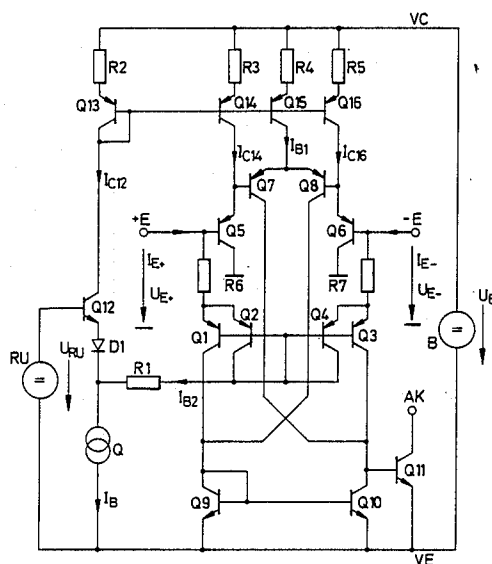 VC
R2 R3 R4 R5
Q13 Q14 Q15 Q16
IC14 IB1 IC16
IC12
Q7 Q8
+E Q5 Q6 -E
R6 R7
IE+ IE-
UE+ UE-
Q12 Q2 Q4
Q1 Q3
D1
RU URU R1 B
IB2
AK
Q Q11
IB Q9 Q10
VE